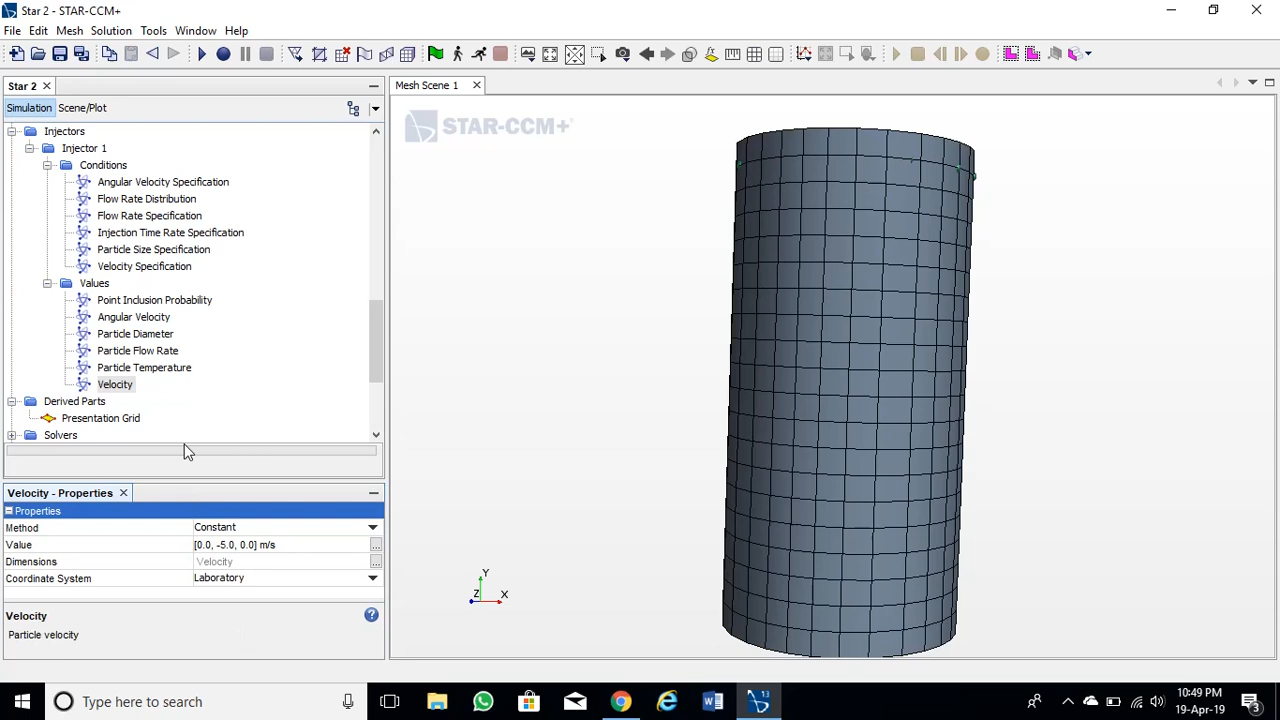 Star 2 - STAR-CCM+
File Edit Mesh Solution Tools Window Help
Star 2
Mesh Scene 1
Simulation Scene/Plot
STAR-CCM+
Injectors
Injector 1
Conditions
Angular Velocity Specification
Flow Rate Distribution
Flow Rate Specification
Injection Time Rate Specification
Particle Size Specification
Velocity Specification
Values
Point Inclusion Probability
Angular Velocity
Particle Diameter
Particle Flow Rate
Particle Temperature
Velocity
Derived Parts
Presentation Grid
Solvers
Velocity - Properties
Properties
Method Constant
Value [0.0, -5.0, 0.0] m/s
Dimensions Velocity
Coordinate System Laboratory
Velocity
Particle velocity
Y
Z X
Type here to search
13
10:49 PM
19-Apr-19
3